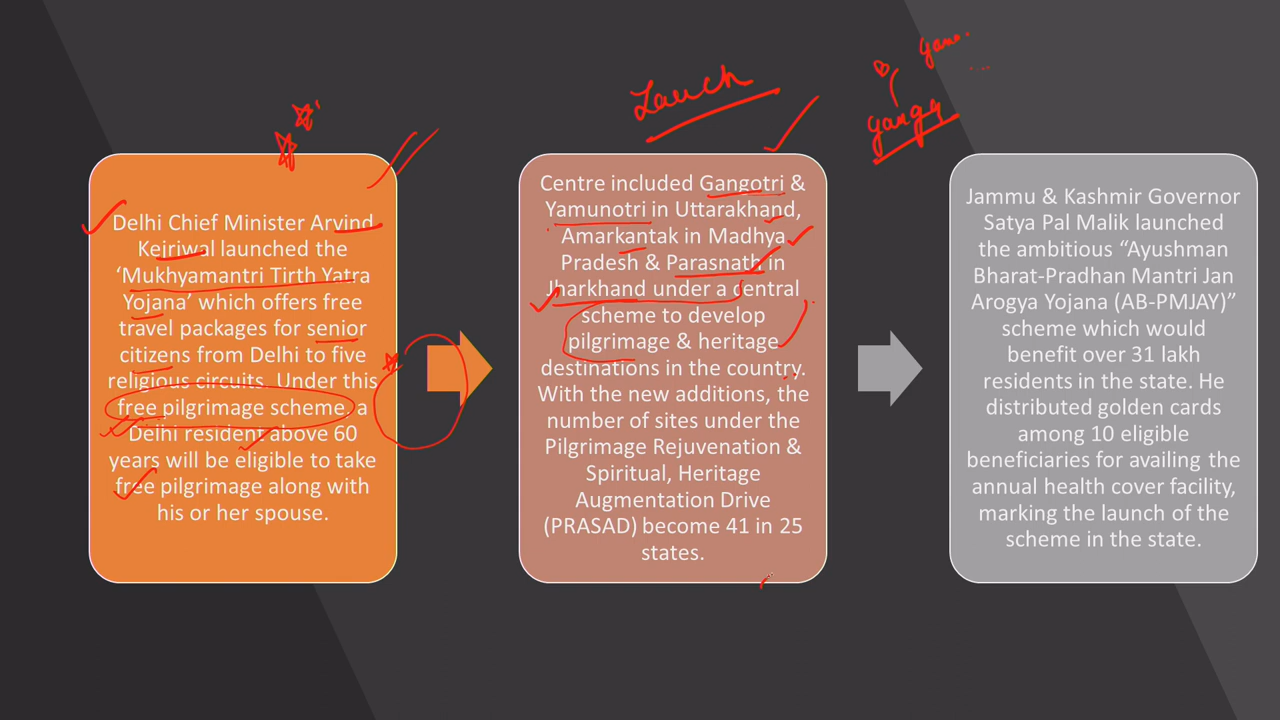 Lauch
ganga
Delhi Chief Minister Arvind
Kejriwal launched the
‘Mukhyamantri Tirth Yatra
Yojana’ which offers free
travel packages for senior
citizens from Delhi to five
religious circuits. Under this
free pilgrimage scheme, a
Delhi resident above 60
years will be eligible to take
free pilgrimage along with
his or her spouse.
Centre included Gangotri &
Yamunotri in Uttarakhand,
Amarkantak in Madhya
Pradesh & Parasnath in
Jharkhand under a central
scheme to develop
pilgrimage & heritage
destinations in the country.
With the new additions, the
number of sites under the
Pilgrimage Rejuvenation &
Spiritual, Heritage
Augmentation Drive
(PRASAD) become 41 in 25
states.
Jammu & Kashmir Governor
Satya Pal Malik launched
the ambitious “Ayushman
Bharat-Pradhan Mantri Jan
Arogya Yojana (AB-PMJAY)”
scheme which would
benefit over 31 lakh
residents in the state. He
distributed golden cards
among 10 eligible
beneficiaries for availing the
annual health cover facility,
marking the launch of the
scheme in the state.